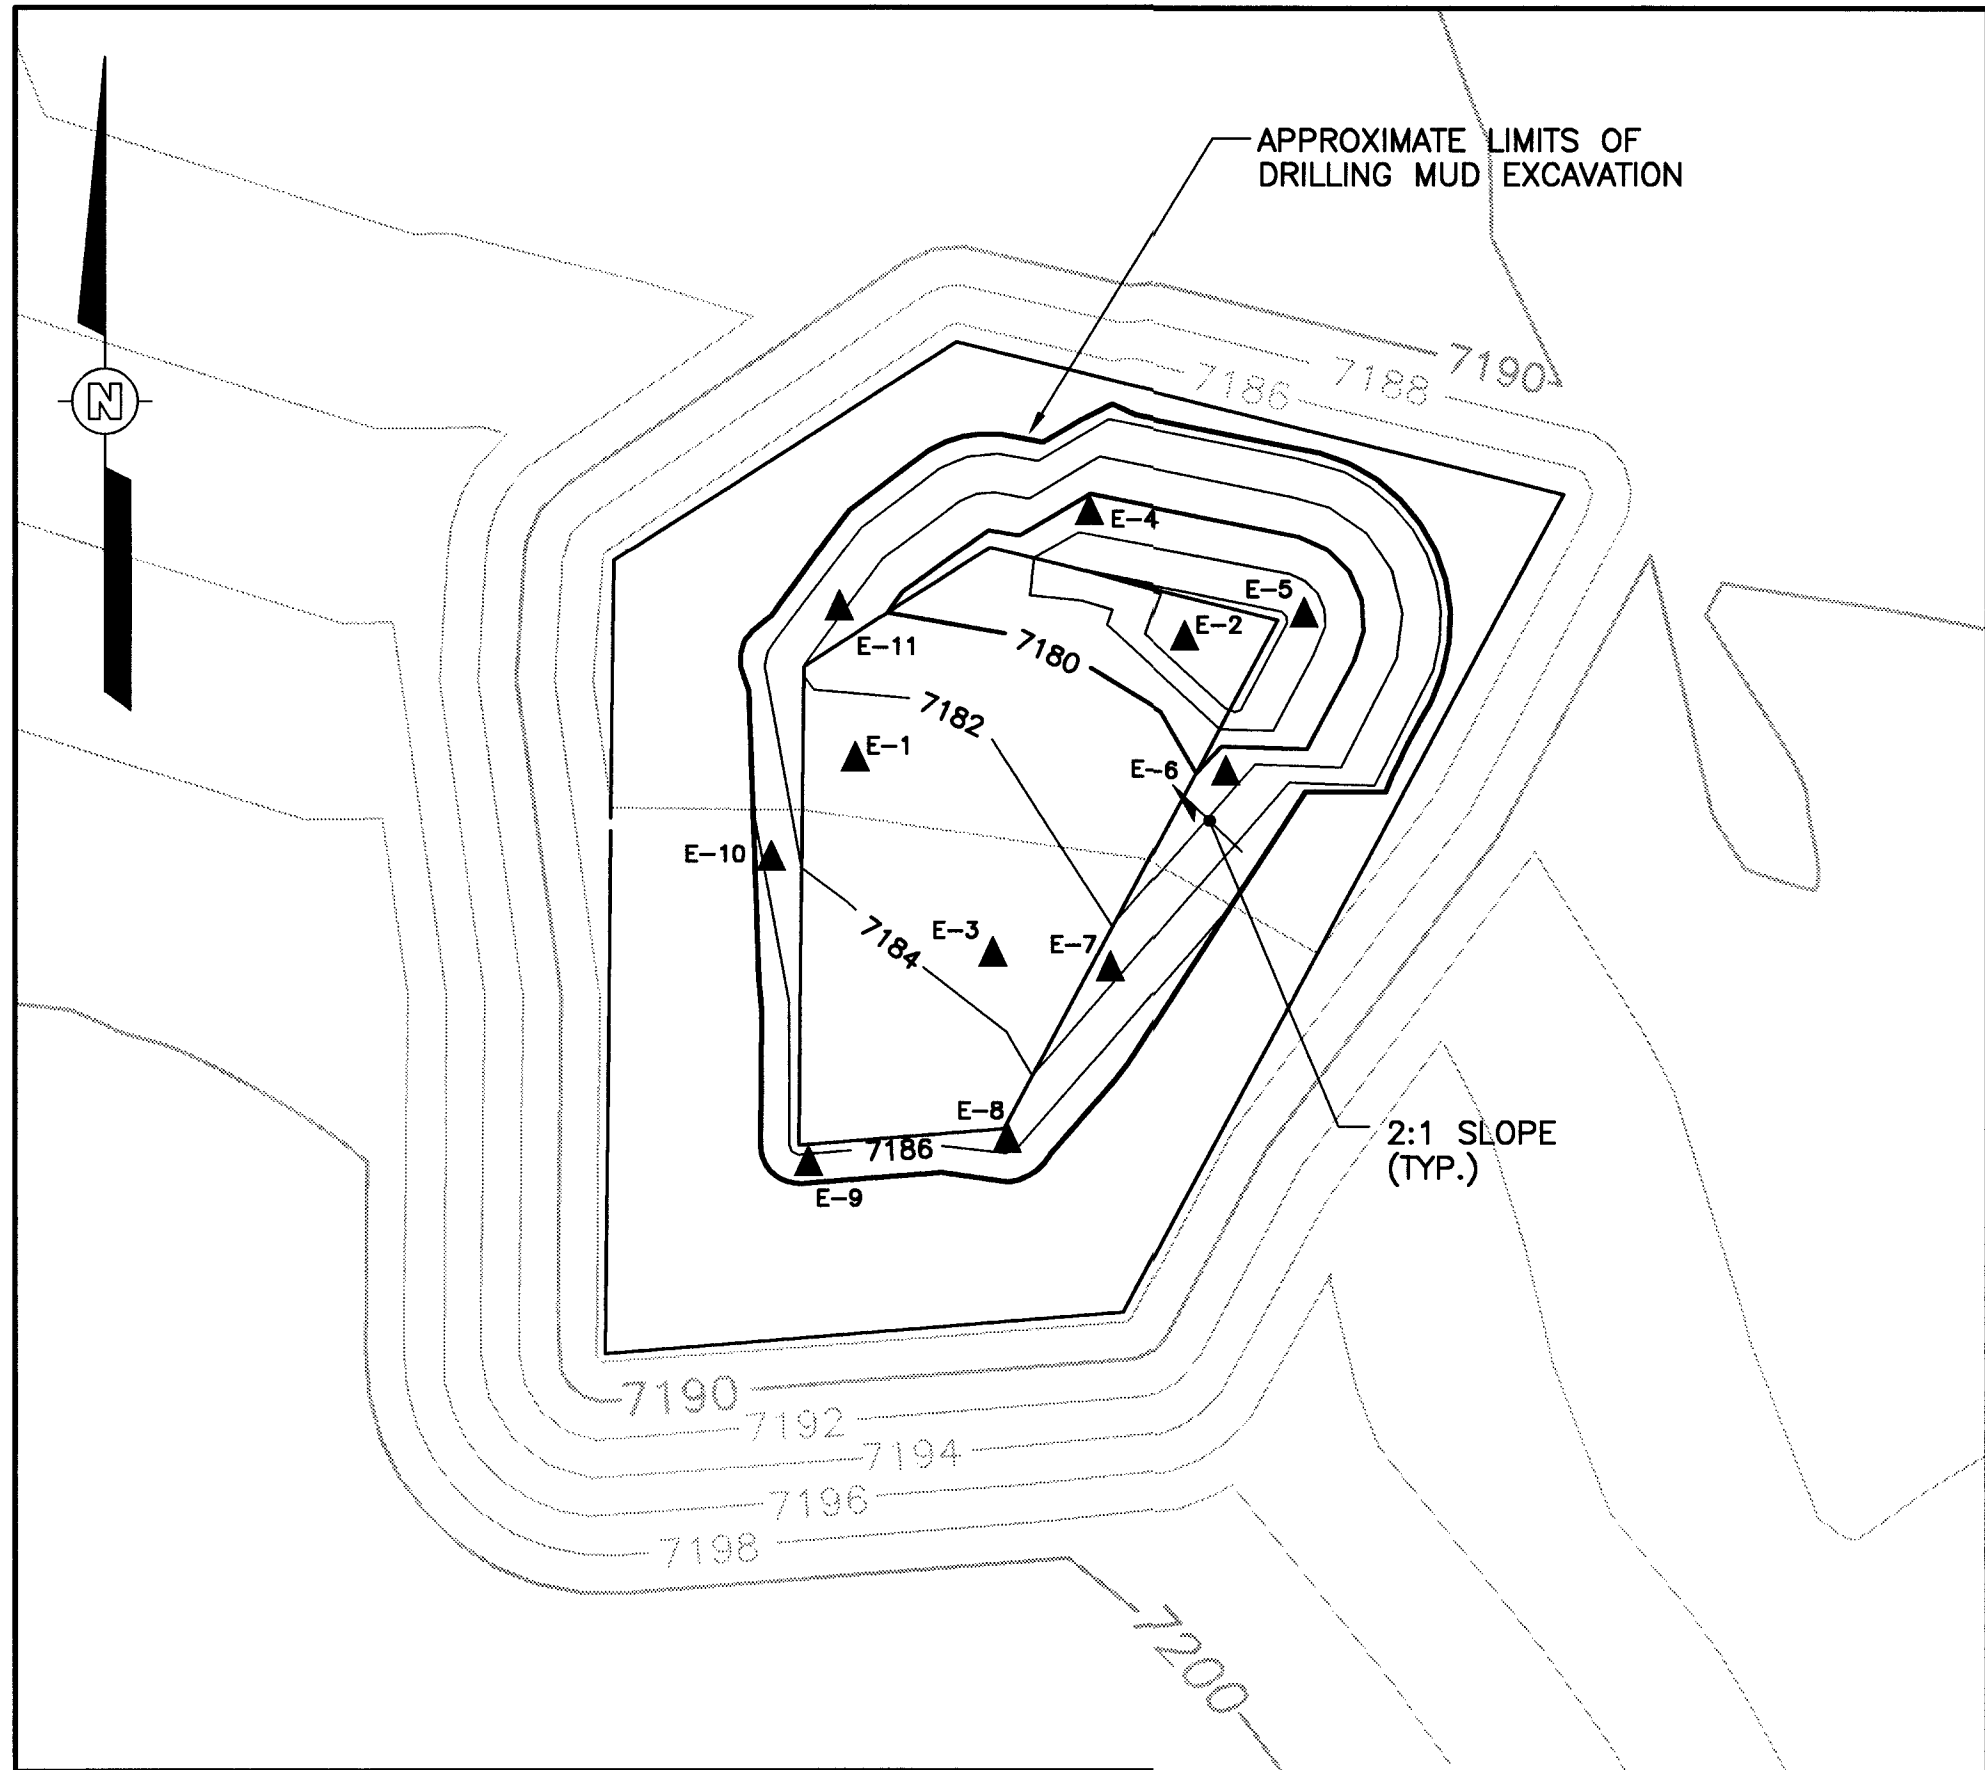 APPROXIMATE LIMITS OF
DRILLING MUD EXCAVATION
N
7190
7188
7186
E-4
E-5
E-2
E-11
7180
7182
E-1
E-6
E-10
E-3
E-7
7184
E-8
7186
E-9
2:1 SLOPE
(TYP.)
7190
7192
7194
7196
7198
7200